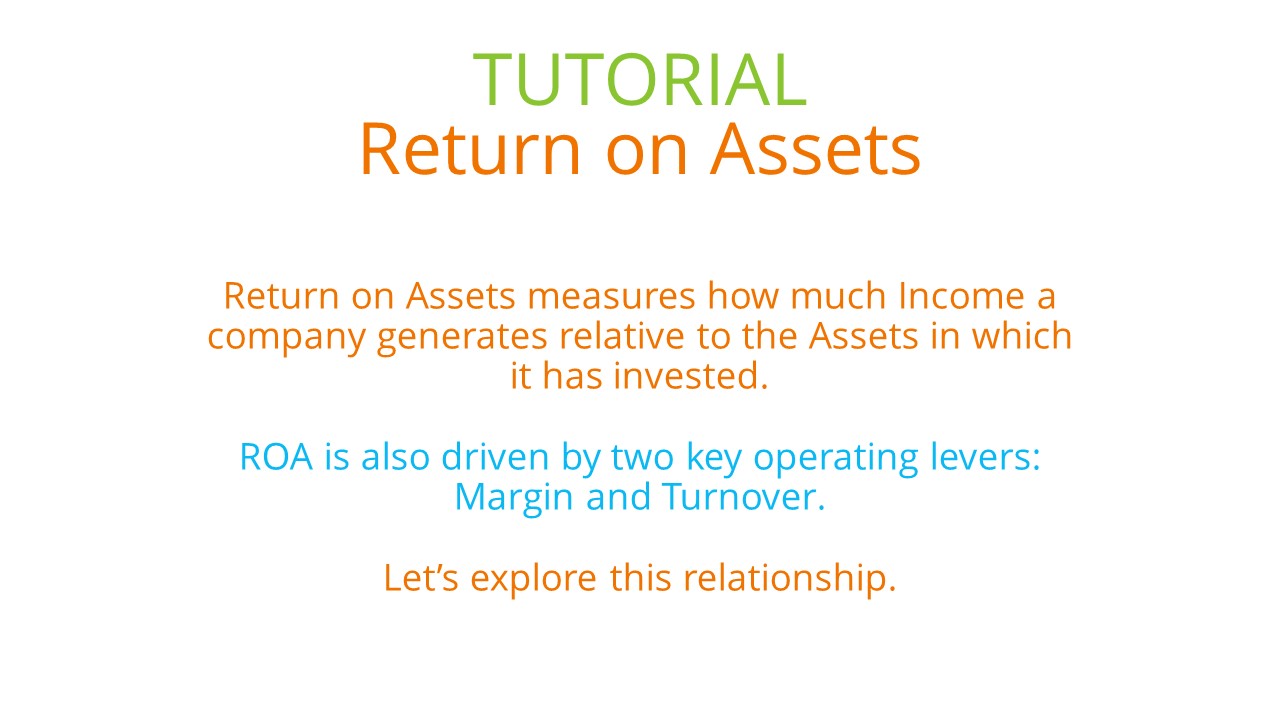 TUTORIAL
Return on Assets
Return on Assets measures how much Income a
company generates relative to the Assets in which
it has invested.
ROA is also driven by two key operating levers:
Margin and Turnover.
Let’s explore this relationship.